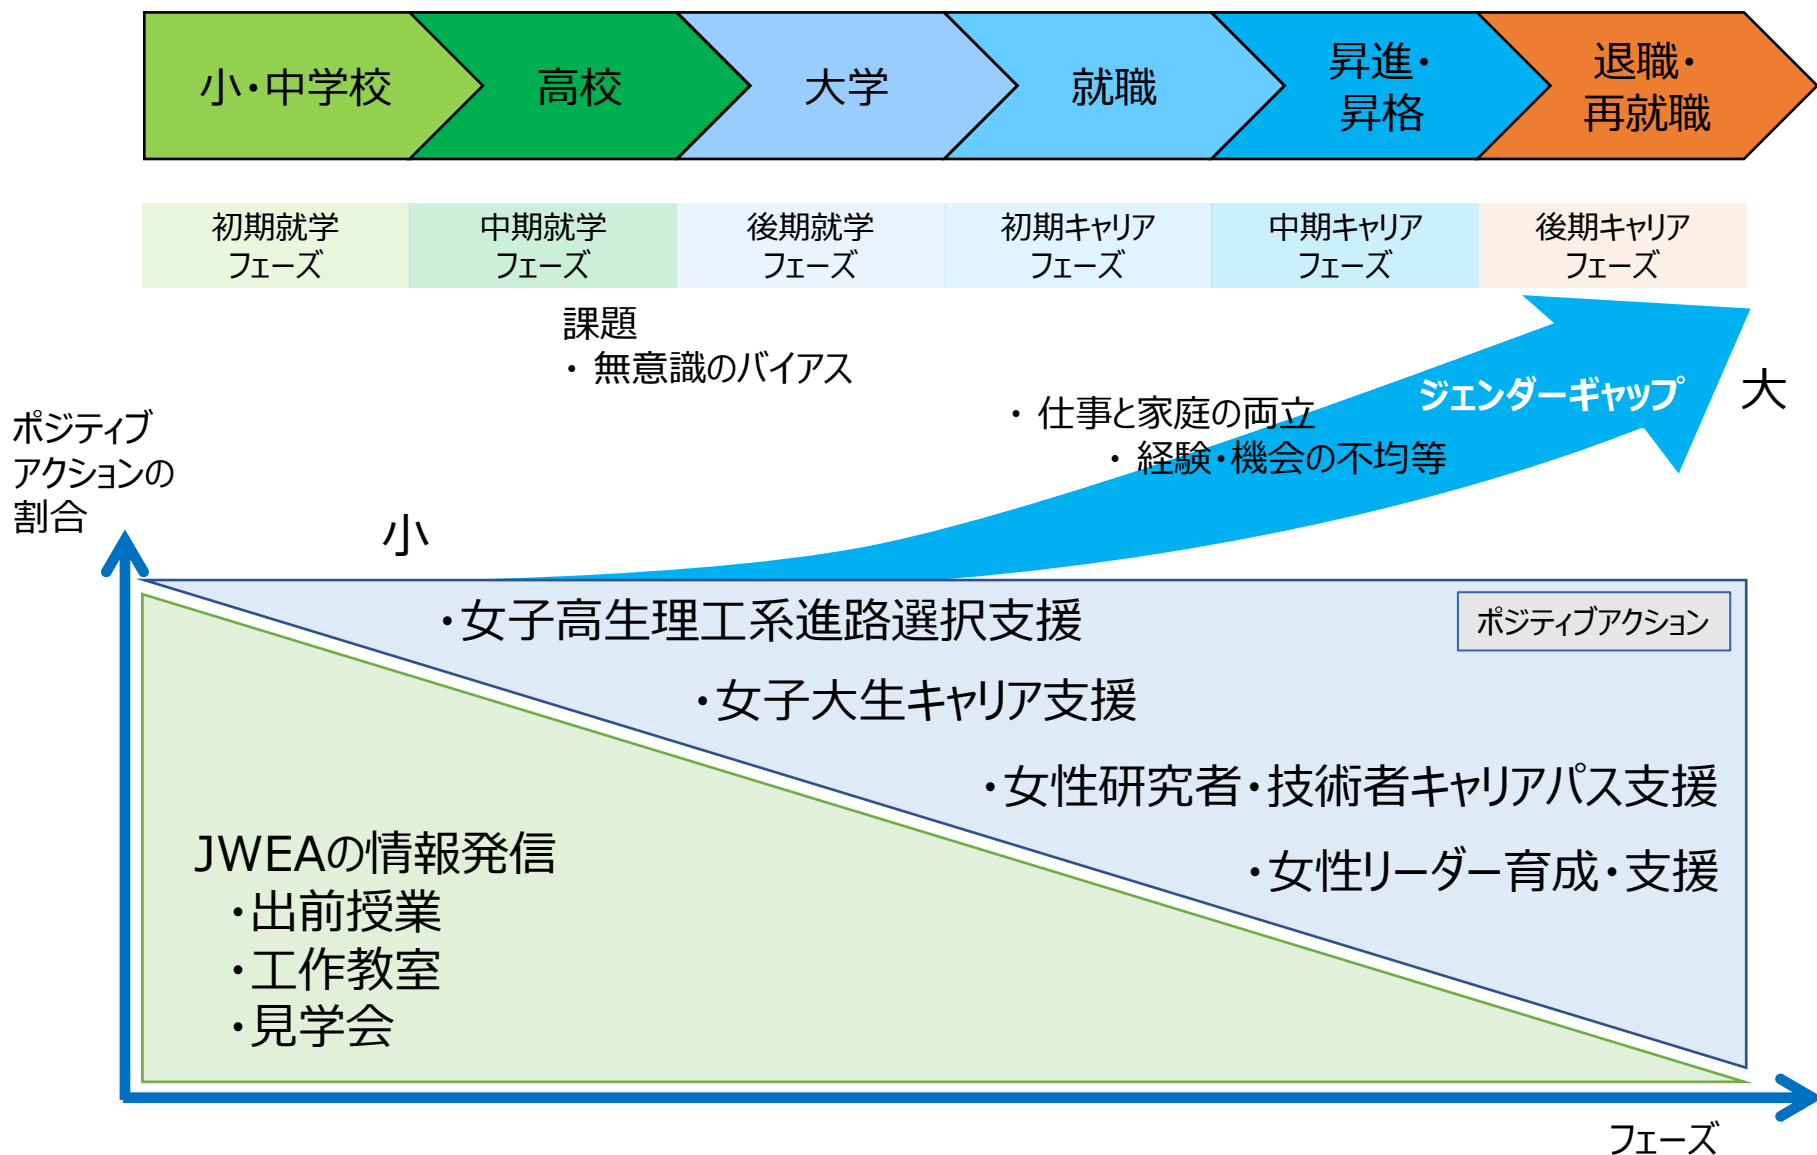 小・中学校
高校
大学
就職
昇進・
昇格
退職・
再就職
初期就学
フェーズ
中期就学
フェーズ
後期就学
フェーズ
初期キャリア
フェーズ
中期キャリア
フェーズ
後期キャリア
フェーズ
課題
・ 無意識のバイアス
・ 仕事と家庭の両立
・ 経験・機会の不均等
ジェンダーギャップ
大
ポジティブ
アクションの
割合
小
・女子高生理工系進路選択支援
ポジティブアクション
・女子大生キャリア支援
・女性研究者・技術者キャリアパス支援
・女性リーダー育成・支援
JWEAの情報発信
・出前授業
・工作教室
・見学会
フェーズ